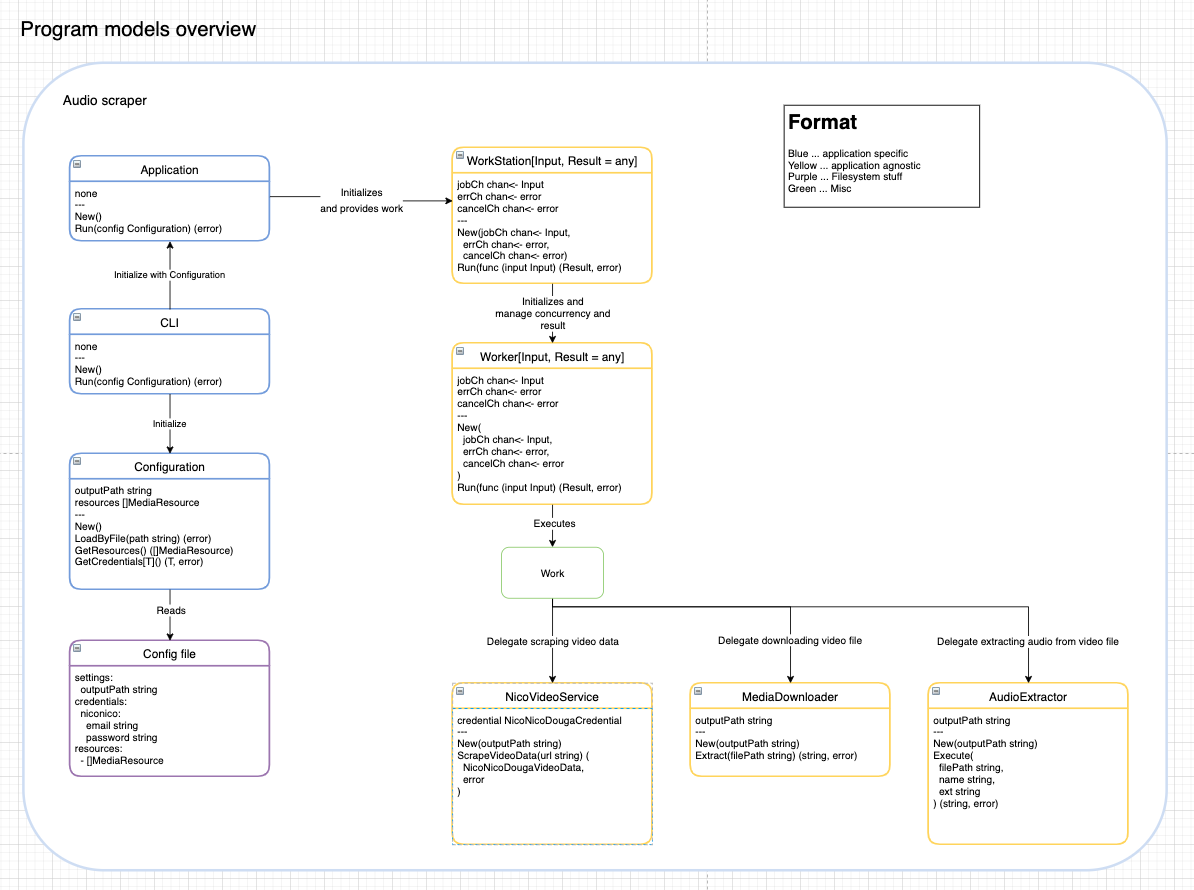 Program models overview
Audio scraper
Format
Blue ... application specific
Yellow ... application agnostic
Purple ... Filesystem stuff
Green ... Misc
Application
none
---
New()
Run(config Configuration) (error)
Initializes
and provides work
Initialize with Configuration
CLI
none
---
New()
Run(config Configuration) (error)
Initialize
Configuration
outputPath string
resources []MediaResource
---
New()
LoadByFile(path string) (error)
GetResources() ([]MediaResource)
GetCredentials[T]() (T, error)
Reads
Config file
settings:
outputPath string
credentials:
niconico:
email string
password string
resources:
- []MediaResource
WorkStation[Input, Result = any]
jobCh chan<- Input
errCh chan<- error
cancelCh chan<- error
---
New(jobCh chan<- Input,
errCh chan<- error,
cancelCh chan<- error)
Run(func (input Input) (Result, error)
Initializes and
manage concurrency and
result
Worker[Input, Result = any]
jobCh chan<- Input
errCh chan<- error
cancelCh chan<- error
---
New(
jobCh chan<- Input,
errCh chan<- error,
cancelCh chan<- error
)
Run(func (input Input) (Result, error)
Executes
Work
Delegate scraping video data
Delegate downloading video file
Delegate extracting audio from video file
NicoVideoService
credential NicoNicoDougaCredential
---
New(outputPath string)
ScrapeVideoData(url string) (
NicoNicoDougaVideoData,
error
)
MediaDownloader
outputPath string
---
New(outputPath string)
Extract(filePath string) (string, error)
AudioExtractor
outputPath string
---
New(outputPath string)
Execute(
filePath string,
name string,
ext string
) (string, error)